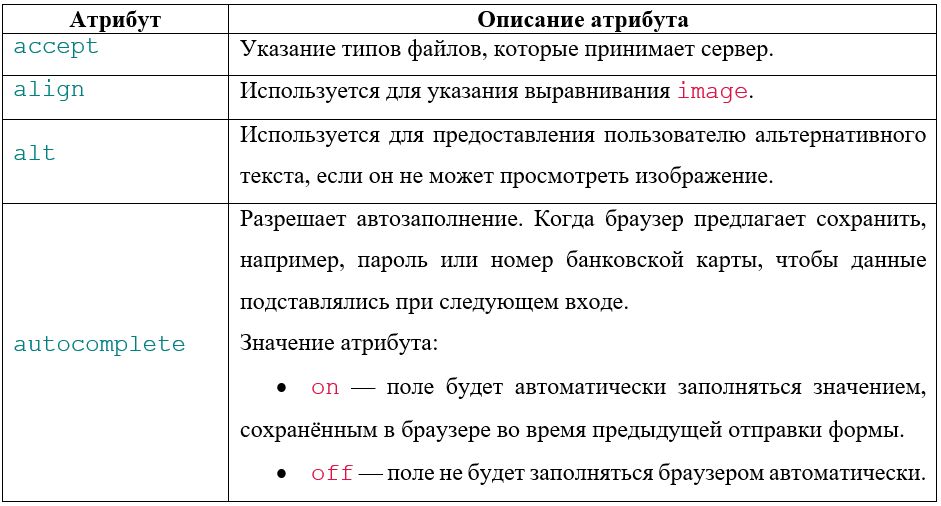 Атрибут Описание атрибута
accept Указание типов файлов, которые принимает сервер.
align Используется для указания выравнивания image.
alt Используется для предоставления пользователю альтернативного
текста, если он не может просмотреть изображение.
autocomplete Разрешает автозаполнение. Когда браузер предлагает сохранить,
например, пароль или номер банковской карты, чтобы данные
подставлялись при следующем входе.
Значение атрибута:
• on — поле будет автоматически заполняться значением,
сохранённым в браузере во время предыдущей отправки формы.
• off — поле не будет заполняться браузером автоматически.